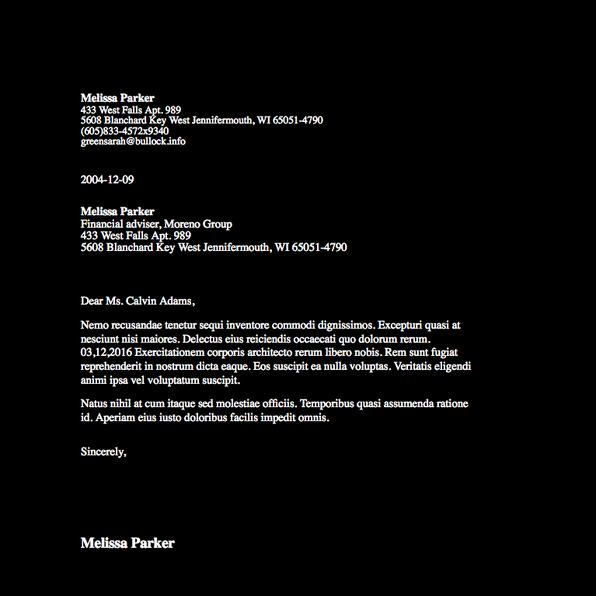 Melissa Parker
433 West Falls Apt. 989
5608 Blanchard Key West Jennifermouth, WI 65051-4790
(605)833-4572x9340
greensarah@bullock.info
2004-12-09
Melissa Parker
Financial adviser, Moreno Group
433 West Falls Apt. 989
5608 Blanchard Key West Jennifermouth, WI 65051-4790
Dear Ms. Calvin Adams,
Nemo recusandae tenetur sequi inventore commodi dignissimos. Excepturi quasi at
nesciunt nisi maiores. Delectus eius reiciendis occaecati quo dolorum rerum.
03,12,2016 Exercitationem corporis architecto rerum libero nobis. Rem sunt fugiat
reprehenderit in nostrum dicta eaque. Eos suscipit ea nulla voluptas. Veritatis eligendi
animi ipsa vel voluptatum suscipit.
Natus nihil at cum itaque sed molestiae officiis. Temporibus quasi assumenda ratione
id. Aperiam eius iusto doloribus facilis impedit omnis.
Sincerely,
Melissa Parker